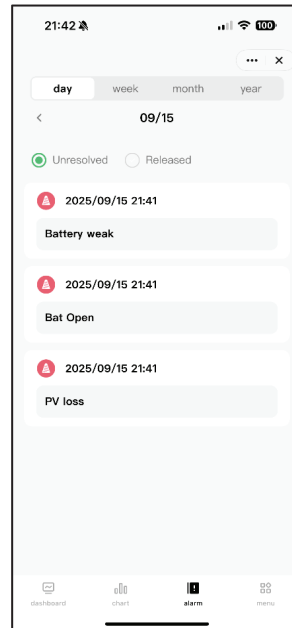 21:42
100
day week month year
09/15
Unresolved Released
2025/09/15 21:41
Battery weak
2025/09/15 21:41
Bat Open
2025/09/15 21:41
PV loss
dashboard chart alarm menu